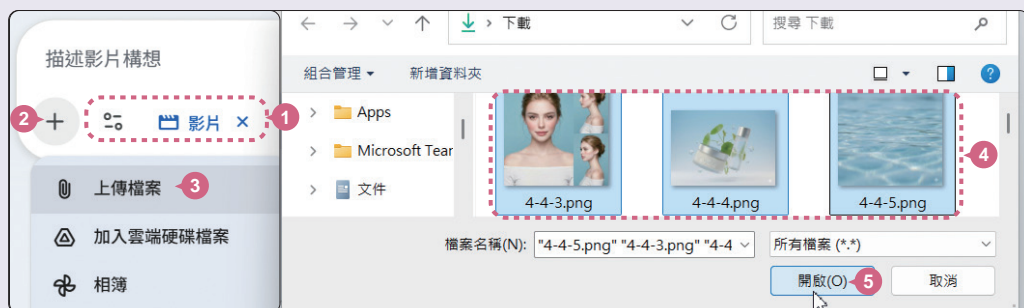 描述影片構想
2
影片 ×
1
上傳檔案
3
加入雲端硬碟檔案
相簿
下載
搜尋 下載
組合管理
新增資料夾
?
Apps
Microsoft Tear
文件
4-4-3.png
4-4-4.png
4-4-5.png
4
檔案名稱(N):
"4-4-5.png" "4-4-3.png" "4-4
所有檔案 (*.*)
開啟(O)
5
取消